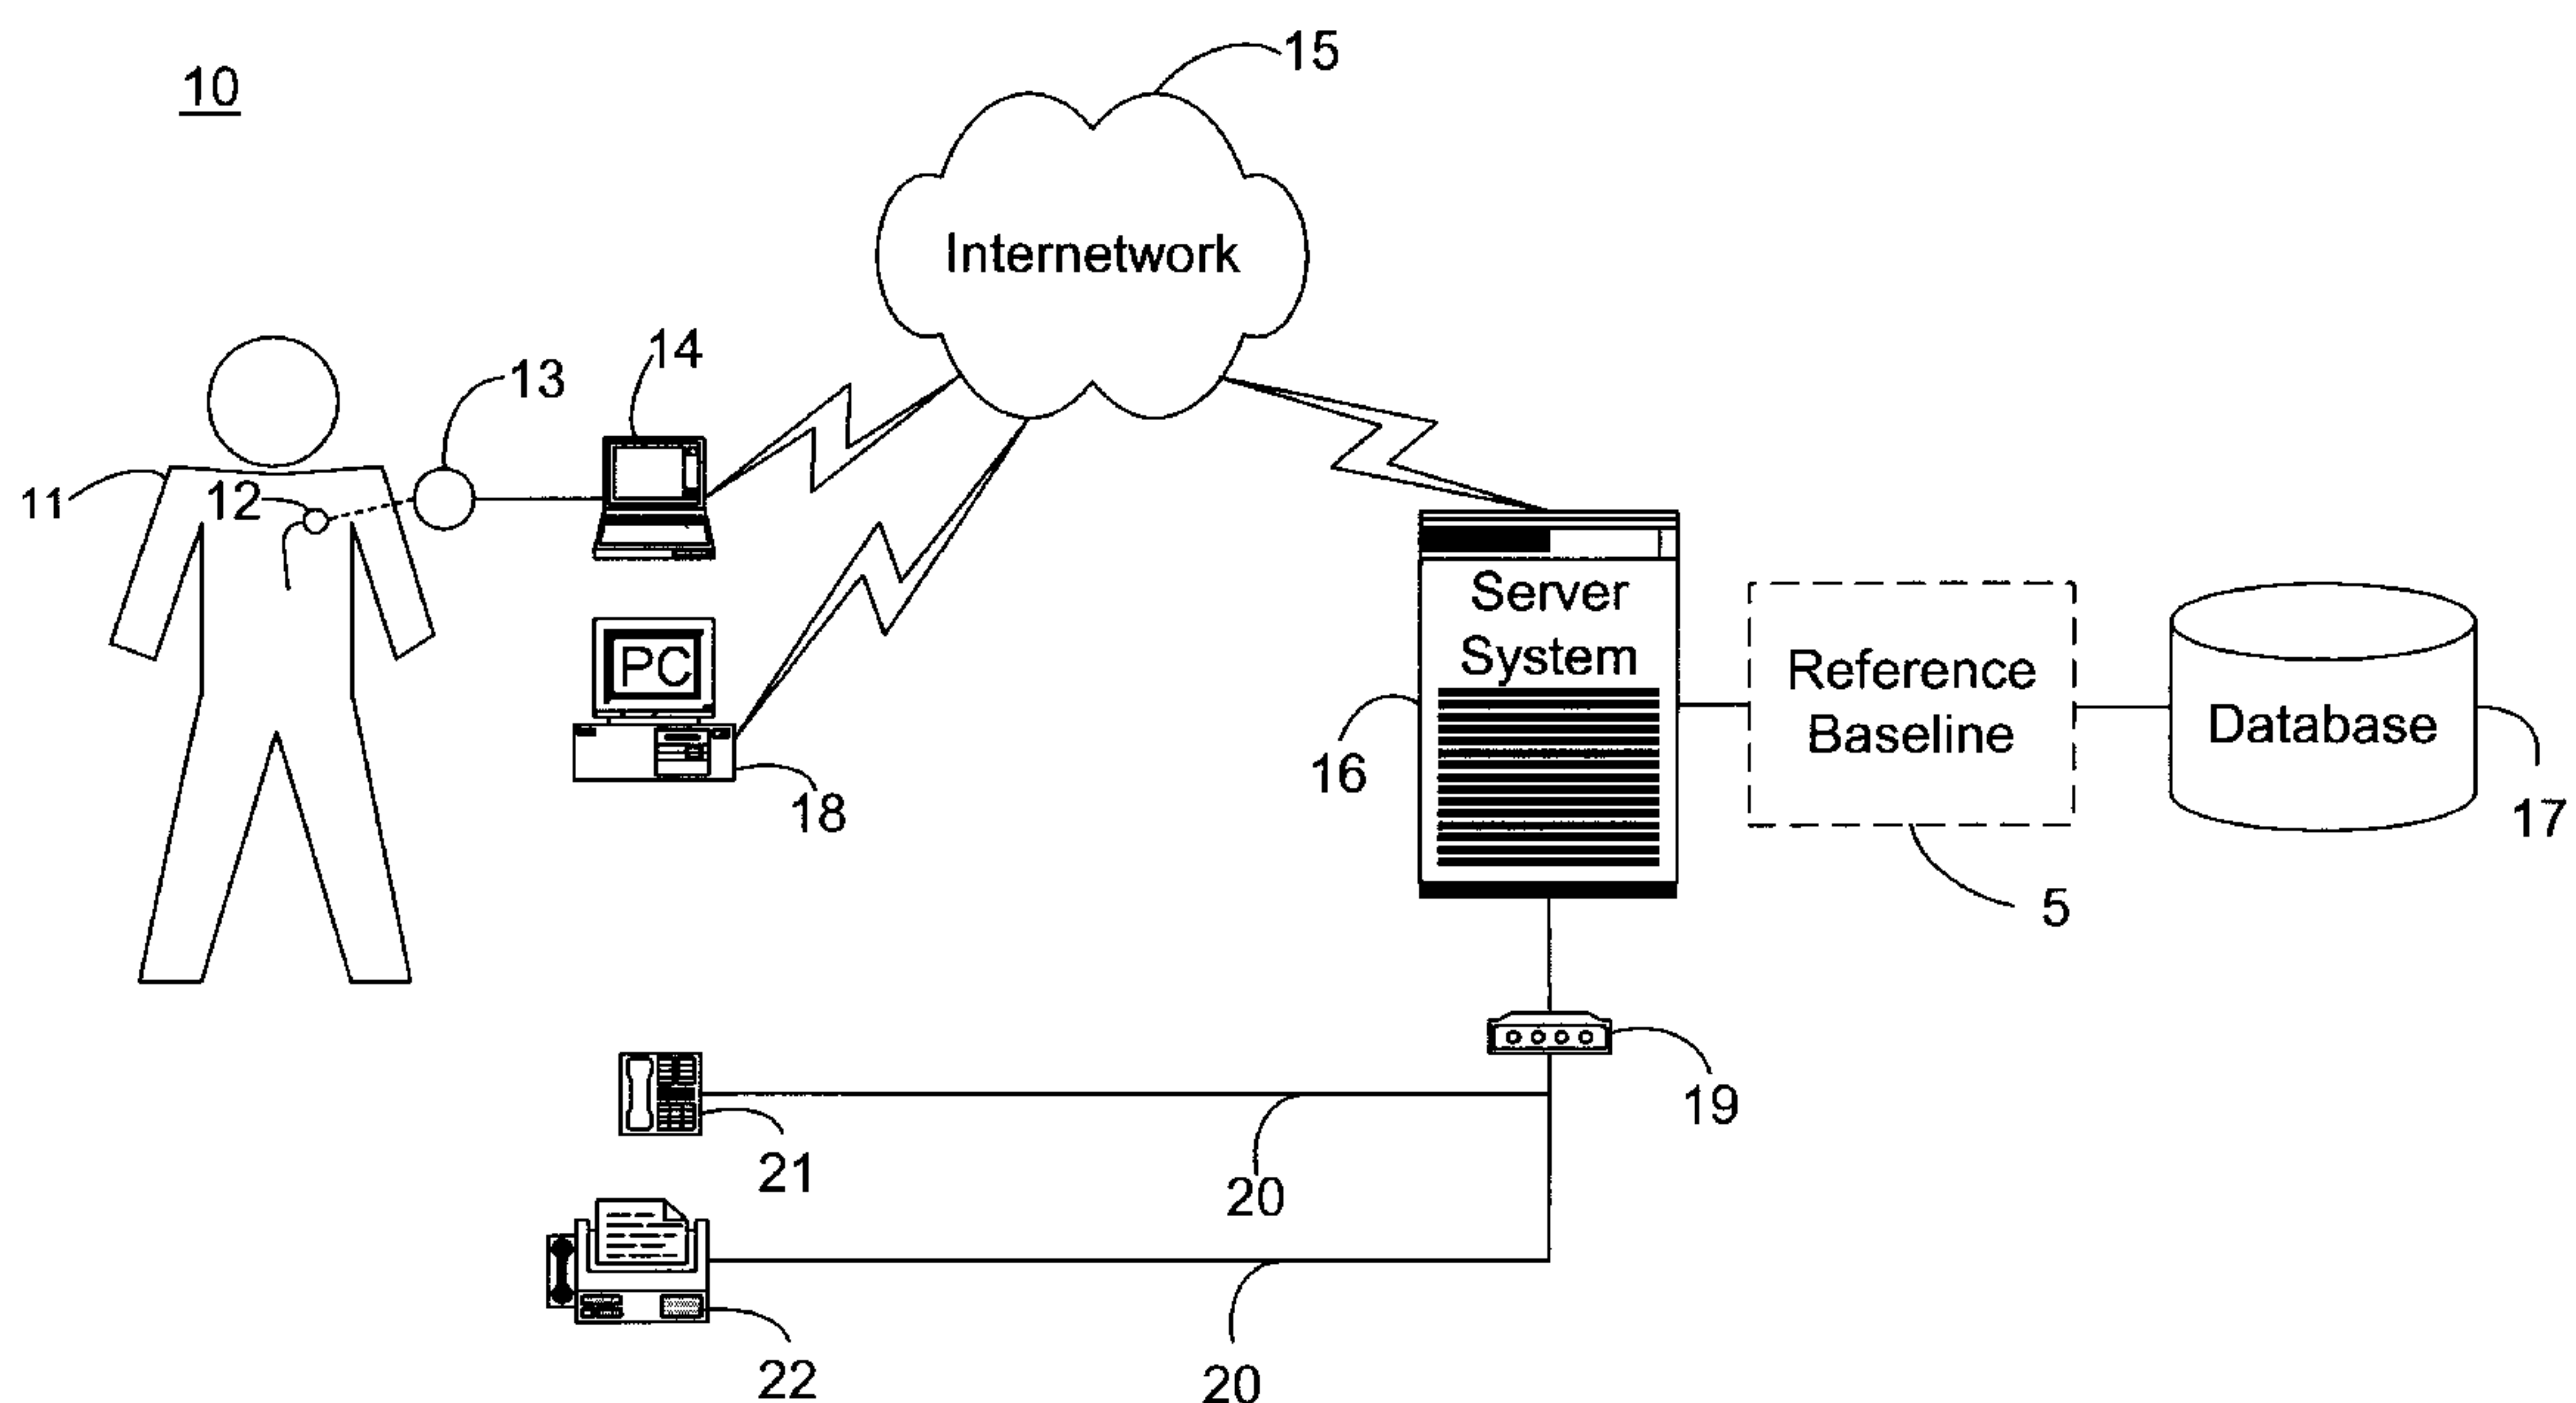 10
15
Internetwork
14
13
11
12
Server
System
PC
Reference
Baseline
Database
16
18
17
5
19
21
20
22
20